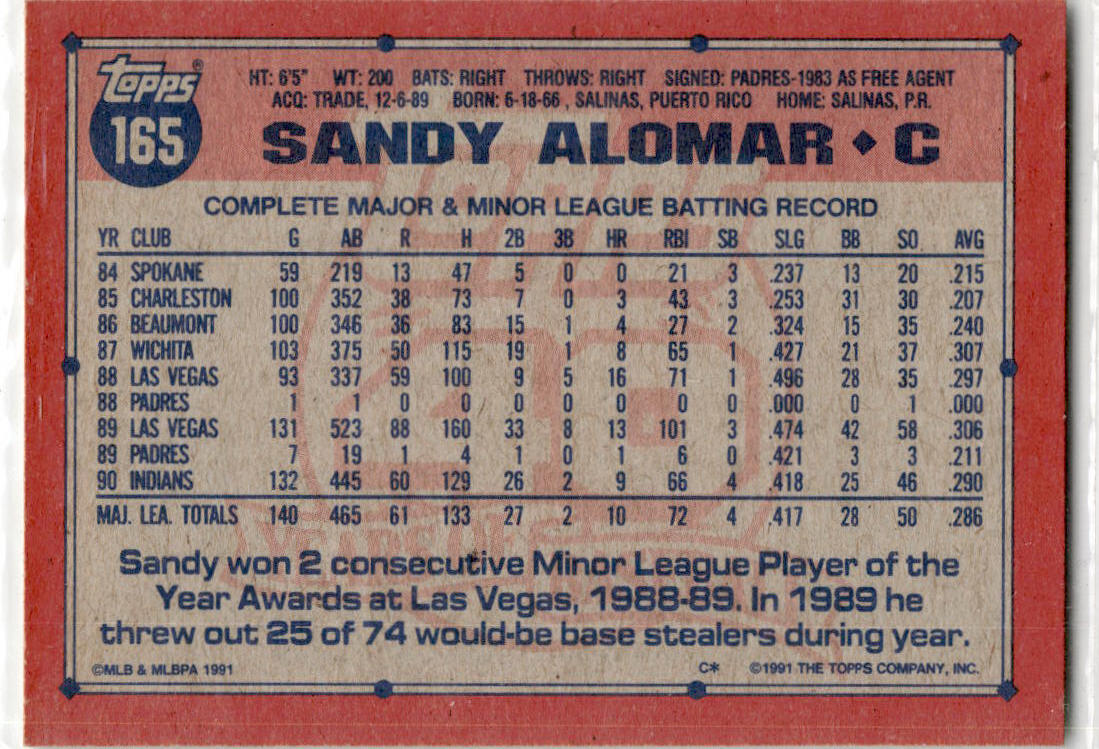 Topps®
165
HT: 6'5" WT: 200 BATS: RIGHT THROWS: RIGHT SIGNED: PADRES-1983 AS FREE AGENT
ACQ: TRADE, 12-6-89 BORN: 6-18-66 , SALINAS, PUERTO RICO HOME: SALINAS, P.R.
SANDY ALOMAR ♦ C
COMPLETE MAJOR & MINOR LEAGUE BATTING RECORD
YR CLUB G AB R H 2B 3B HR RBI SB SLG BB SO AVG
84 SPOKANE 59 219 13 47 5 0 0 21 3 .237 13 20 .215
85 CHARLESTON 100 352 38 73 7 0 3 43 3 .253 31 30 .207
86 BEAUMONT 100 346 36 83 15 1 4 27 2 .324 15 35 .240
87 WICHITA 103 375 50 115 19 1 8 65 1 .427 21 37 .307
88 LAS VEGAS 93 337 59 100 9 5 16 71 1 .496 28 35 .297
88 PADRES 1 1 0 0 0 0 0 0 0 .000 0 1 .000
89 LAS VEGAS 131 523 88 160 33 8 13 101 3 .474 42 58 .306
89 PADRES 7 19 1 4 1 0 1 6 0 .421 3 3 .211
90 INDIANS 132 445 60 129 26 2 9 66 4 .418 25 46 .290
MAJ. LEA. TOTALS 140 465 61 133 27 2 10 72 4 .417 28 50 .286
Sandy won 2 consecutive Minor League Player of the
Year Awards at Las Vegas, 1988-89. In 1989 he
threw out 25 of 74 would-be base stealers during year.
©MLB & MLBPA 1991 C* ©1991 THE TOPPS COMPANY, INC.
Topps
40
YEARS OF